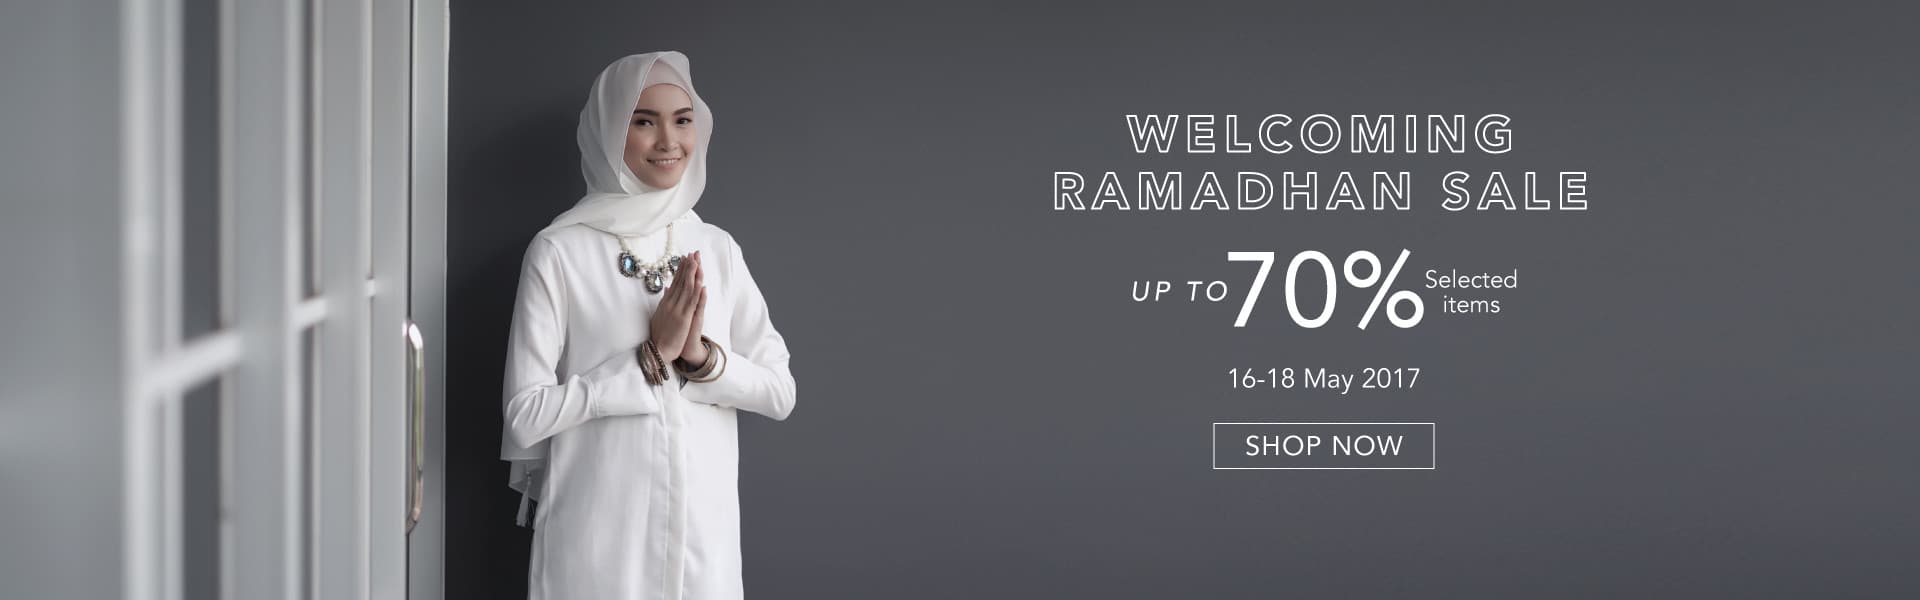 WELCOMING
RAMADHAN SALE
UP TO 70% Selected
items
16-18 May 2017
SHOP NOW